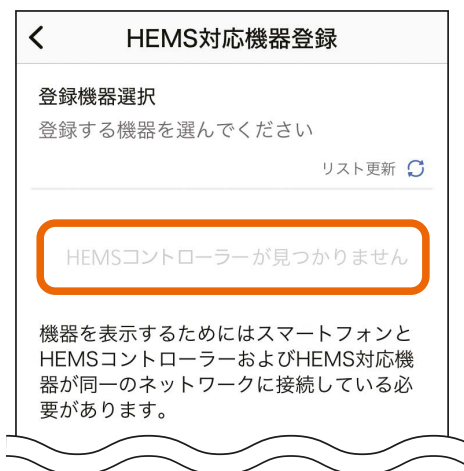 HEMS対応機器登録
登録機器選択
登録する機器を選んでください
リスト更新
HEMSコントローラーが見つかりません
機器を表示するためにはスマートフォンと
HEMSコントローラーおよびHEMS対応機
器が同一のネットワークに接続している必
要があります。